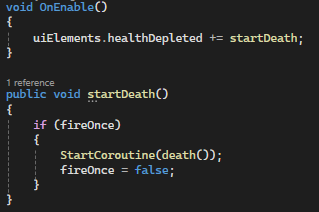 void OnEnable()
{
uiElements.healthDepleted += startDeath;
}
1 reference
public void startDeath()
{
if (fireOnce)
{
StartCoroutine(death());
fireOnce = false;
}
}